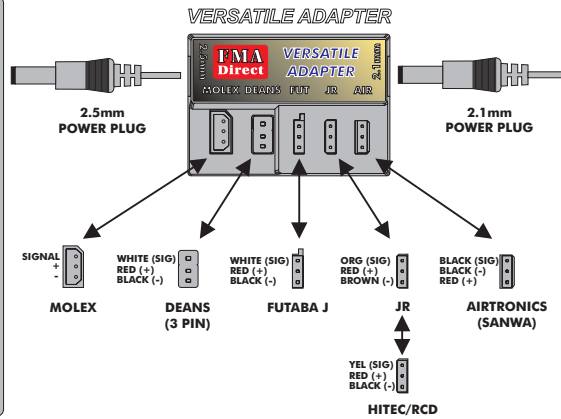 VERSATILE ADAPTER
2.5mm
FMA
Direct
VERSATILE
ADAPTER
2.1mm
MOLEX DEANS FUT JR AIR
2.5mm
POWER PLUG
2.1mm
POWER PLUG
SIGNAL
+
-
MOLEX
WHITE (SIG)
RED (+)
BLACK (-)
DEANS
(3 PIN)
WHITE (SIG)
RED (+)
BLACK (-)
FUTABA J
ORG (SIG)
RED (+)
BROWN (-)
JR
BLACK (SIG)
BLACK (-)
RED (+)
AIRTRONICS
(SANWA)
YEL (SIG)
RED (+)
BLACK (-)
HITEC/RCD